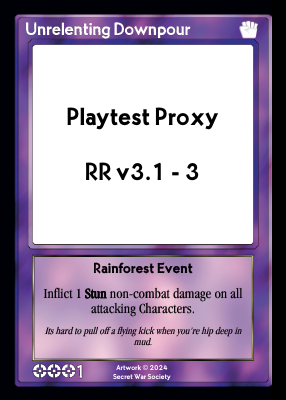 Unrelenting Downpour
Playtest Proxy
RR v3.1 - 3
Rainforest Event
Inflict 1 Stun non-combat damage on all
attacking Characters.
Its hard to pull off a flying kick when you're hip deep in
mud.
1
Artwork © 2024
Secret War Society